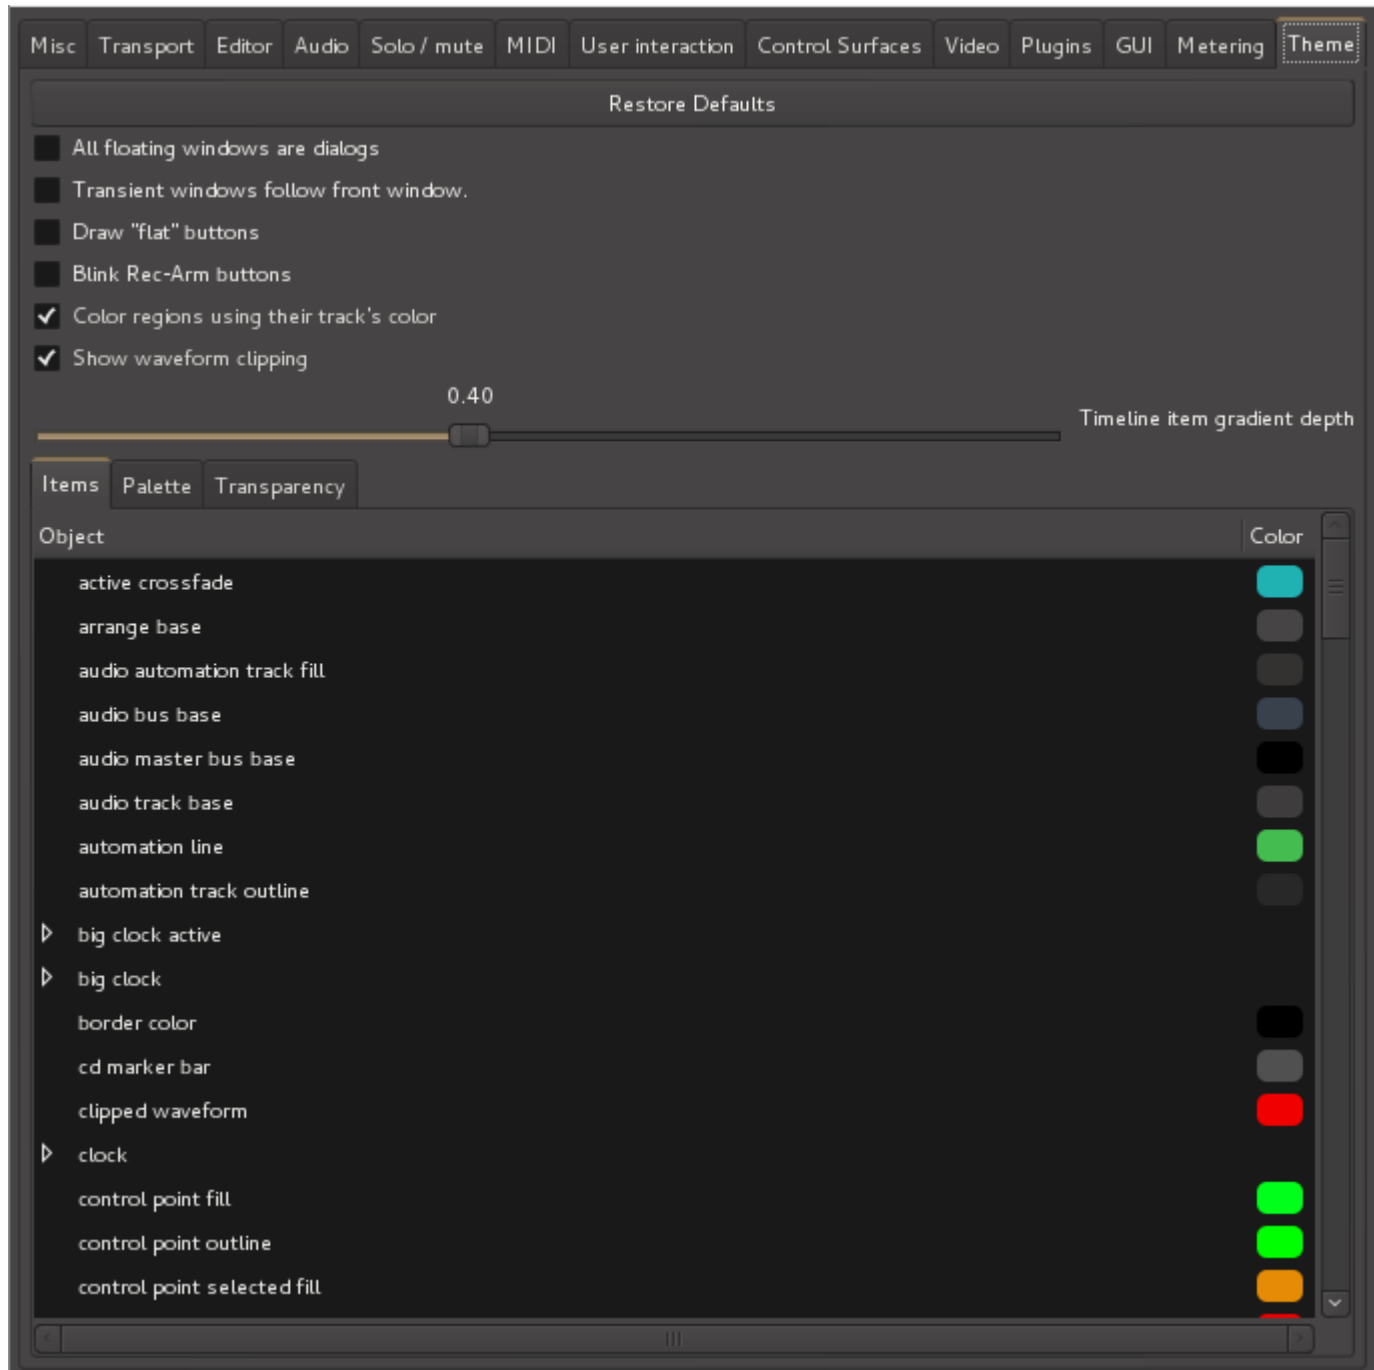 Misc Transport Editor Audio Solo / mute MIDI User interaction Control Surfaces Video Plugins GUI Metering Theme
Restore Defaults
All floating windows are dialogs
Transient windows follow front window.
Draw "flat" buttons
Blink Rec-Arm buttons
Color regions using their track's color
Show waveform clipping
0.40
Timeline item gradient depth
Items Palette Transparency
Object Color
active crossfade
arrange base
audio automation track fill
audio bus base
audio master bus base
audio track base
automation line
automation track outline
big clock active
big clock
border color
cd marker bar
clipped waveform
clock
control point fill
control point outline
control point selected fill